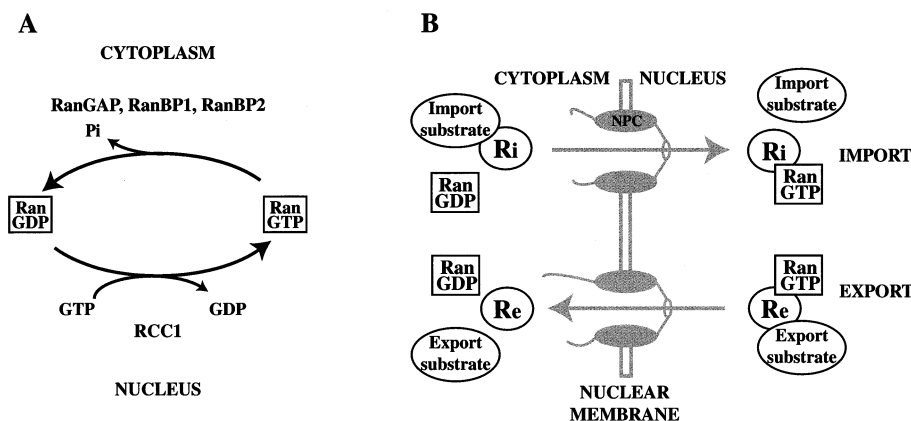 A
CYTOPLASM
RanGAP, RanBP1, RanBP2
Pi
Ran
GDP
Ran
GTP
GTP
GDP
RCC1
NUCLEUS
B
CYTOPLASM
NUCLEUS
Import
substrate
Ri
Ran
GDP
NPC
Import
substrate
Ri
Ran
GTP
IMPORT
Ran
GDP
Re
Export
substrate
Ran
GTP
Re
Export
substrate
EXPORT
NUCLEAR
MEMBRANE